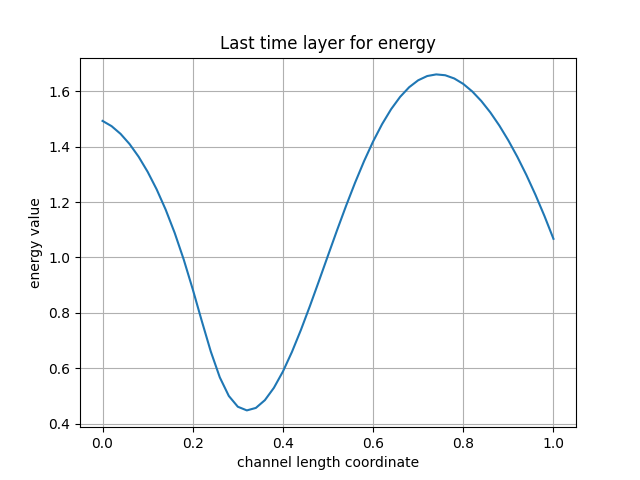 Last time layer for energy
energy value
1.6
1.4
1.2
1.0
0.8
0.6
0.4
0.0 0.2 0.4 0.6 0.8 1.0
channel length coordinate